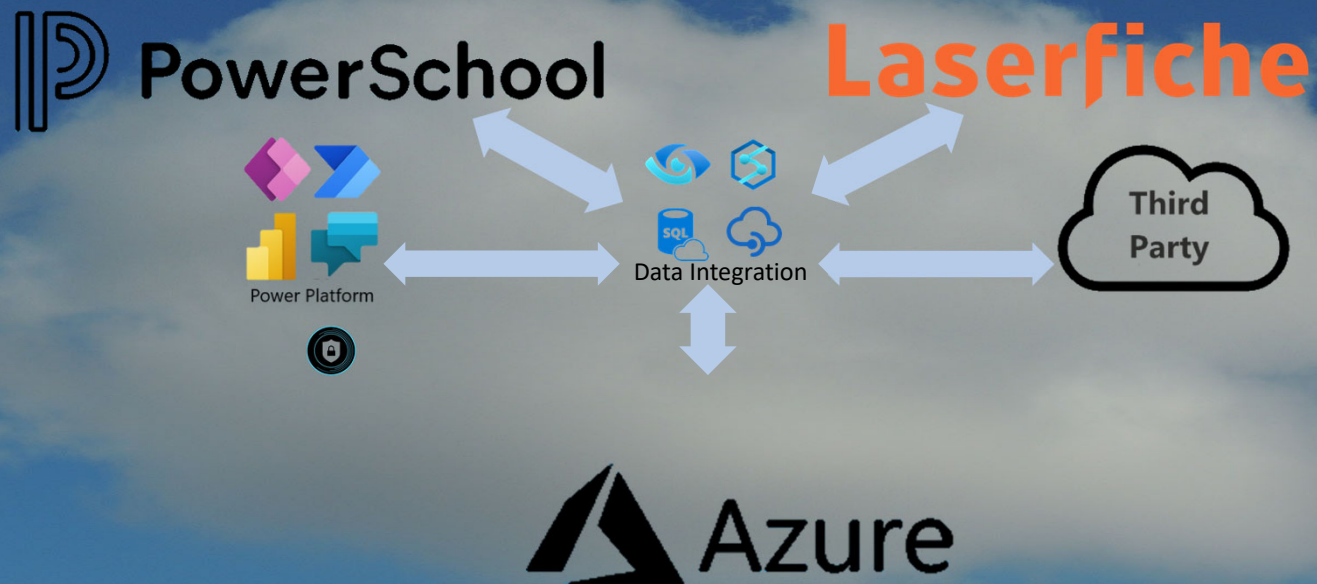 PowerSchool
Laserfiche
SQL
Third
Party
Data Integration
Power Platform
Azure